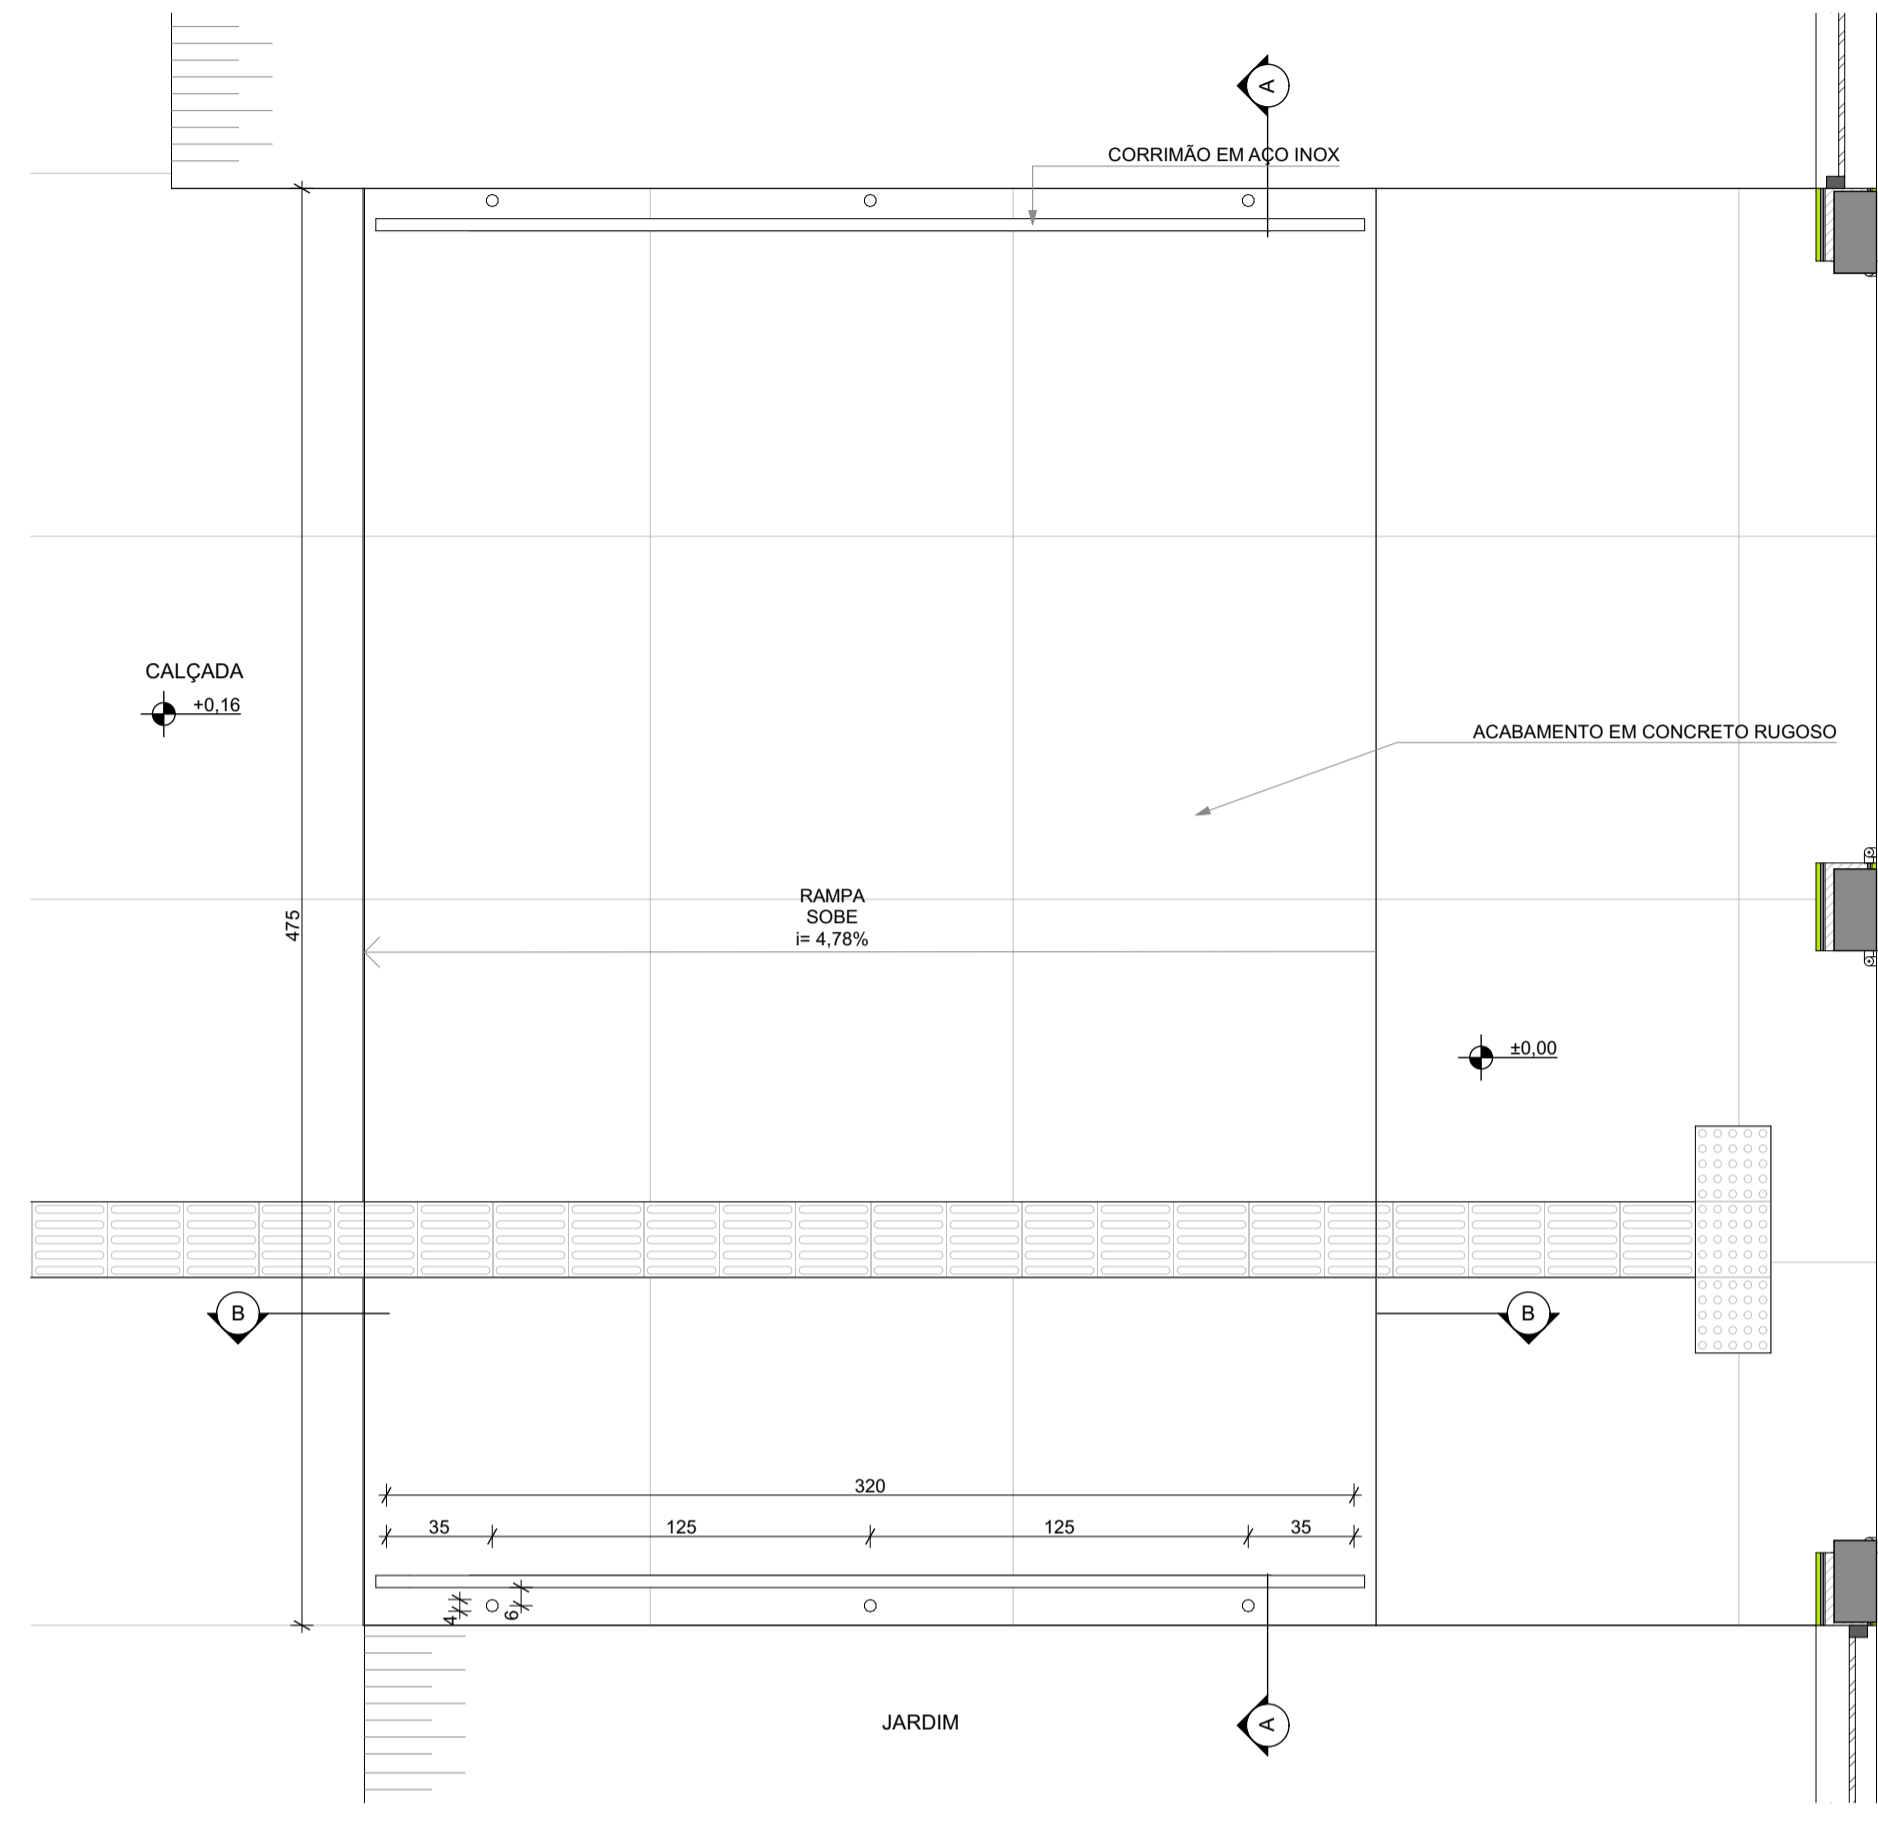 A
CORRIMÃO EM AÇO INOX
CALÇADA
+0,16
ACABAMENTO EM CONCRETO RUGOSO
RAMPA
SOBE
i= 4,78%
475
±0,00
B
B
320
35
125
125
35
4
6
JARDIM
A